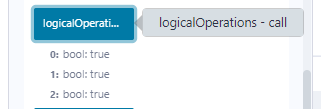 logicalOperati...
logicalOperations - call
0: bool: true
1: bool: true
2: bool: true